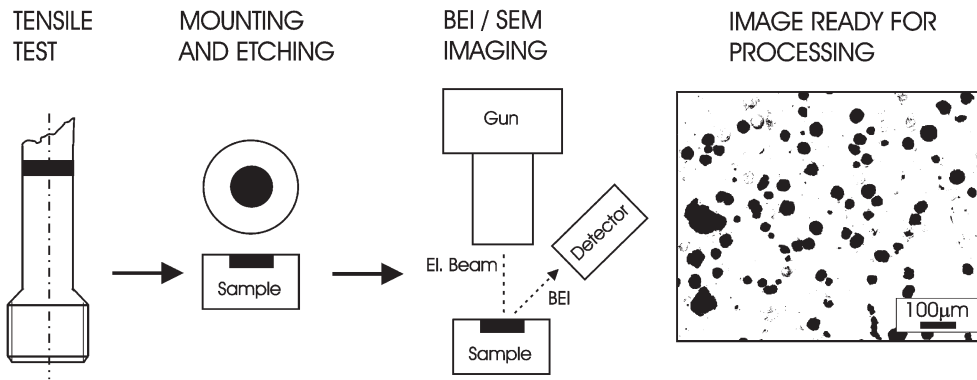 TENSILE
TEST
MOUNTING
AND ETCHING
BEI / SEM
IMAGING
IMAGE READY FOR
PROCESSING
Gun
Detector
El. Beam
BEI
Sample
Sample
100µm